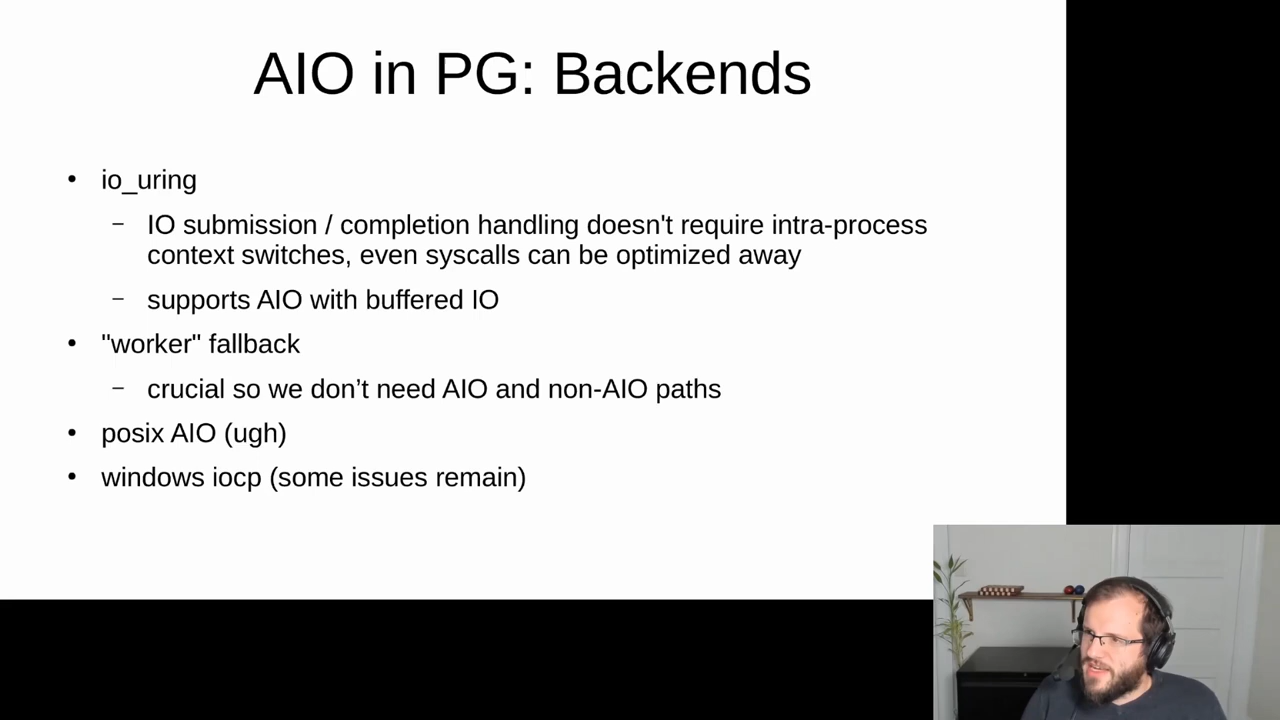 AIO in PG: Backends
• io_uring
– IO submission / completion handling doesn't require intra-process
context switches, even syscalls can be optimized away
– supports AIO with buffered IO
• "worker" fallback
– crucial so we don’t need AIO and non-AIO paths
• posix AIO (ugh)
• windows iocp (some issues remain)